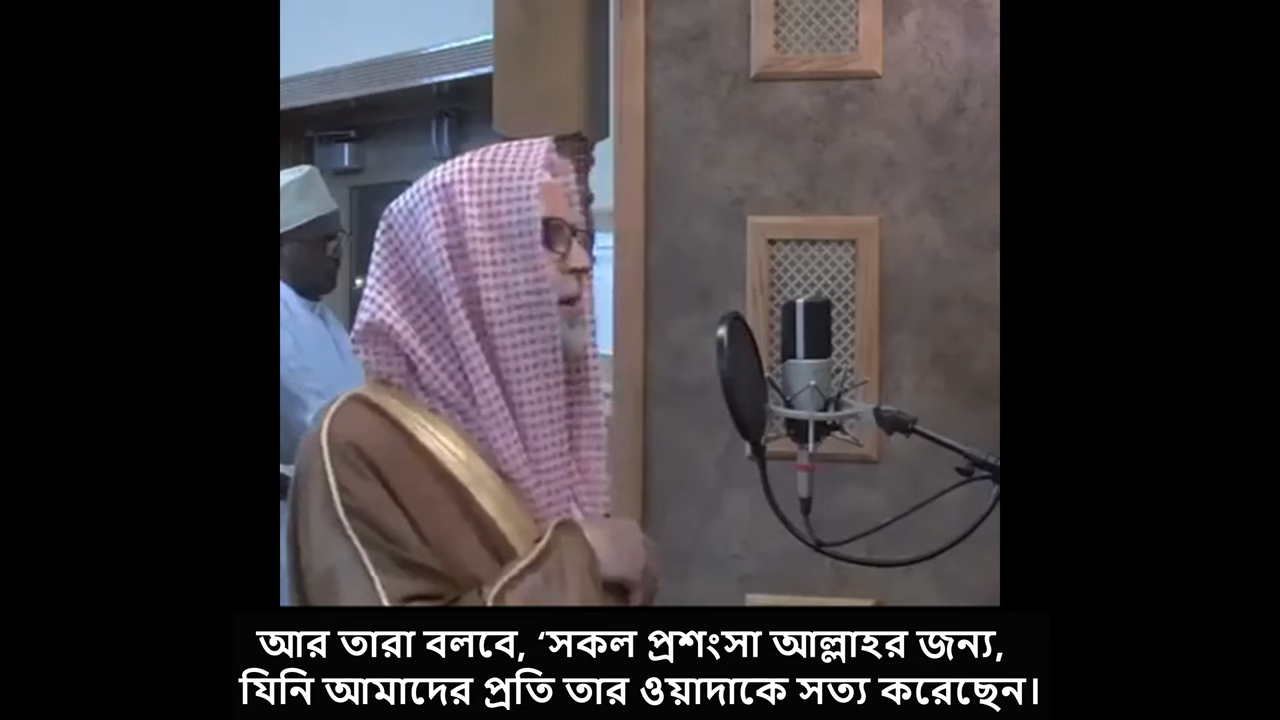 আর তারা বলবে, ‘সকল প্রশংসা আল্লাহর জন্য,
যিনি আমাদের প্রতি তার ওয়াদাকে সত্য করেছেন।